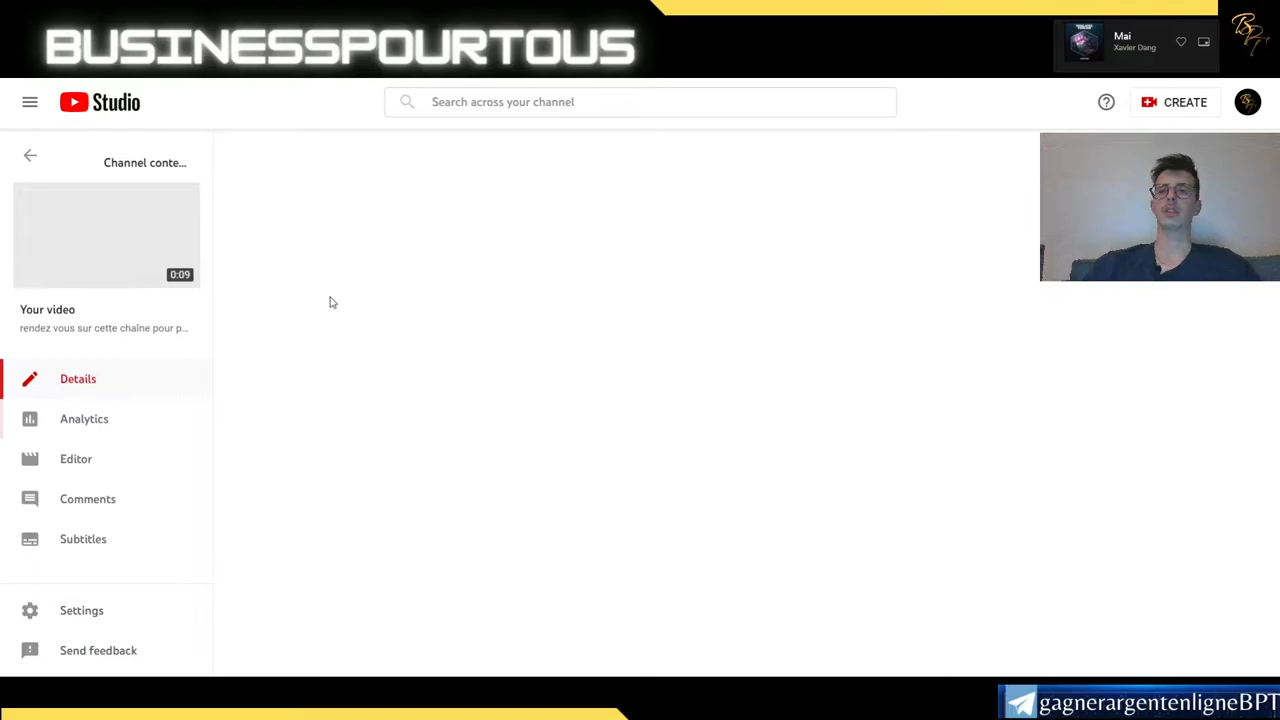 BUSINESSPOURTOUS
Mai
Xavier Dang
Studio
Search across your channel
CREATE
Channel conte...
0:09
Your video
rendez vous sur cette chaîne pour p...
Details
Analytics
Editor
Comments
Subtitles
Settings
Send feedback
gagnerargentenligneBPT